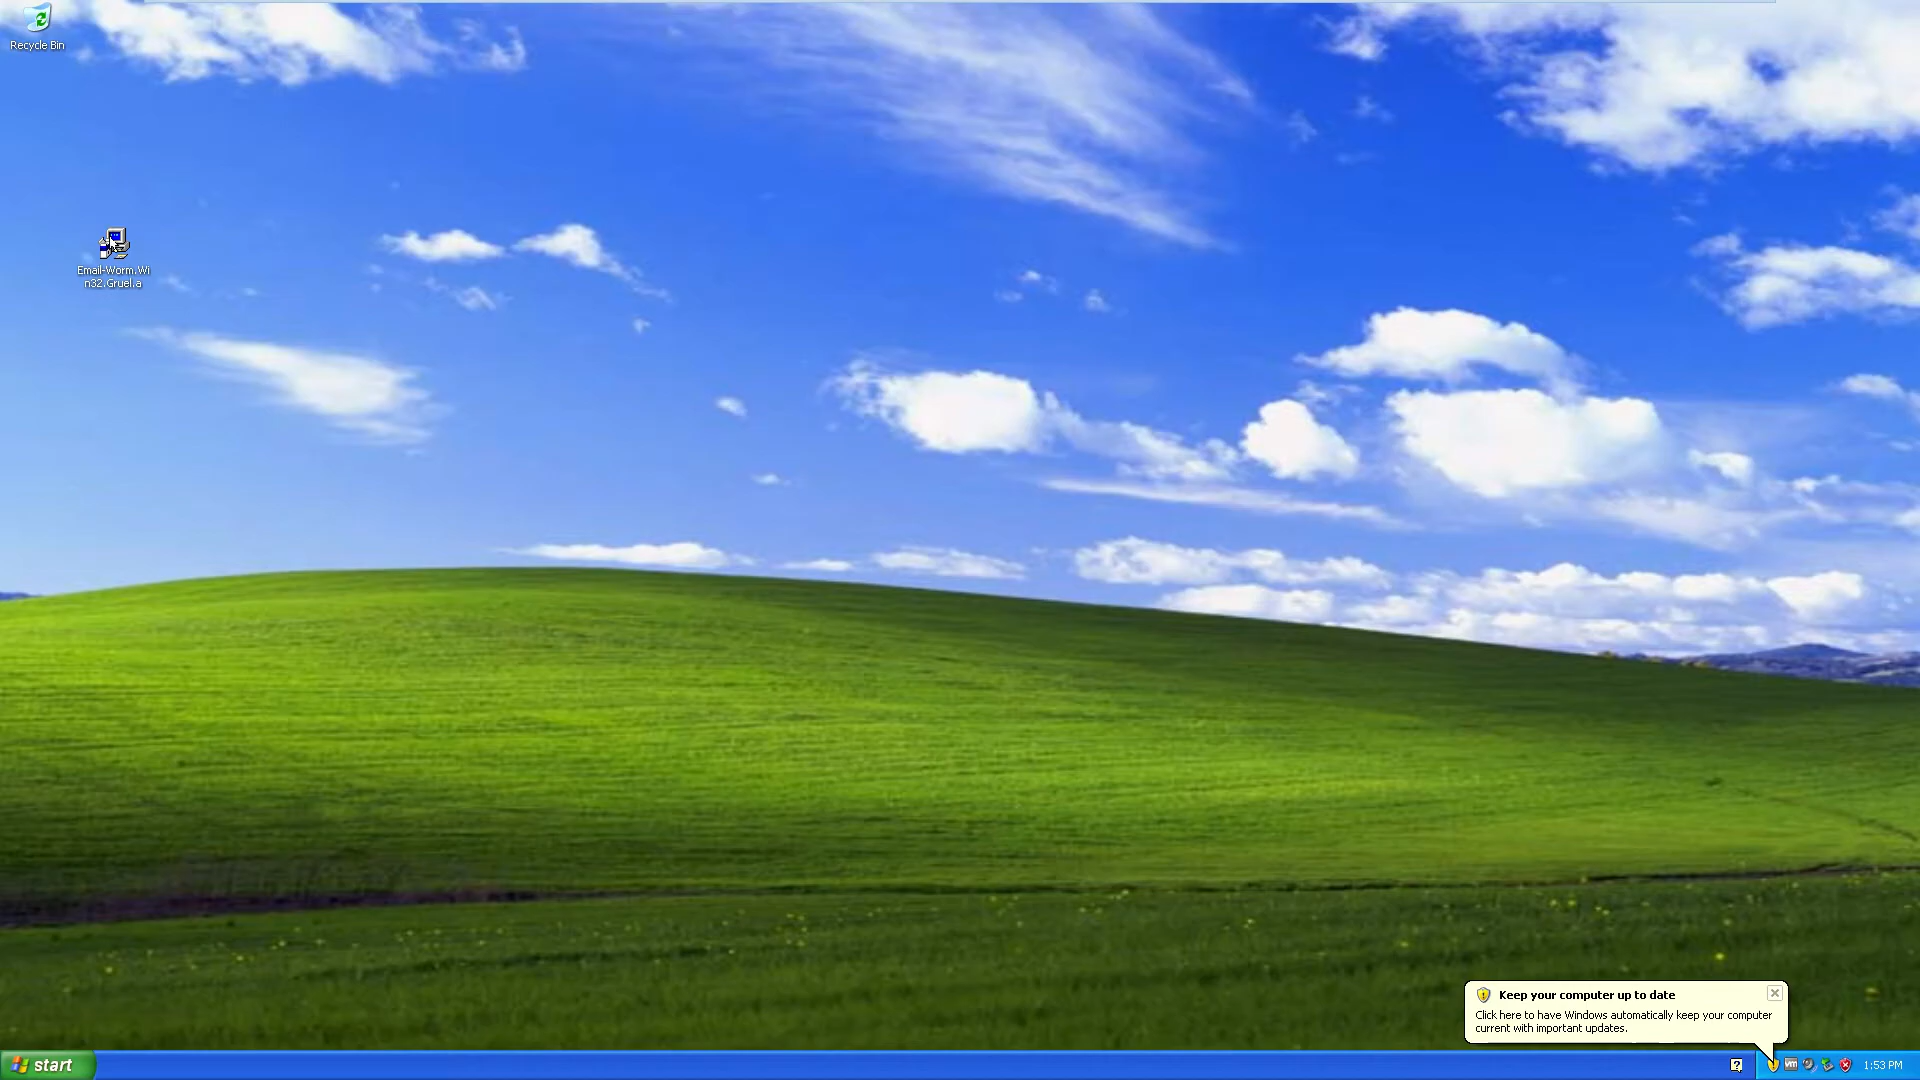 Recycle Bin
Email-Worm.Wi
n32.Gruel.a
Keep your computer up to date
Click here to have Windows automatically keep your computer
current with important updates.
start
?
vm
1:53 PM